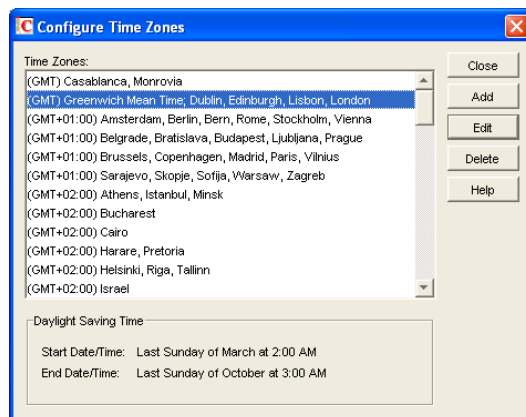 Configure Time Zones
Time Zones:
(GMT) Casablanca, Monrovia
(GMT) Greenwich Mean Time; Dublin, Edinburgh, Lisbon, London
(GMT+01:00) Amsterdam, Berlin, Bern, Rome, Stockholm, Vienna
(GMT+01:00) Belgrade, Bratislava, Budapest, Ljubljana, Prague
(GMT+01:00) Brussels, Copenhagen, Madrid, Paris, Vilnius
(GMT+01:00) Sarajevo, Skopje, Sofija, Warsaw, Zagreb
(GMT+02:00) Athens, Istanbul, Minsk
(GMT+02:00) Bucharest
(GMT+02:00) Cairo
(GMT+02:00) Harare, Pretoria
(GMT+02:00) Helsinki, Riga, Tallinn
(GMT+02:00) Israel
Close
Add
Edit
Delete
Help
Daylight Saving Time
Start Date/Time: Last Sunday of March at 2:00 AM
End Date/Time: Last Sunday of October at 3:00 AM